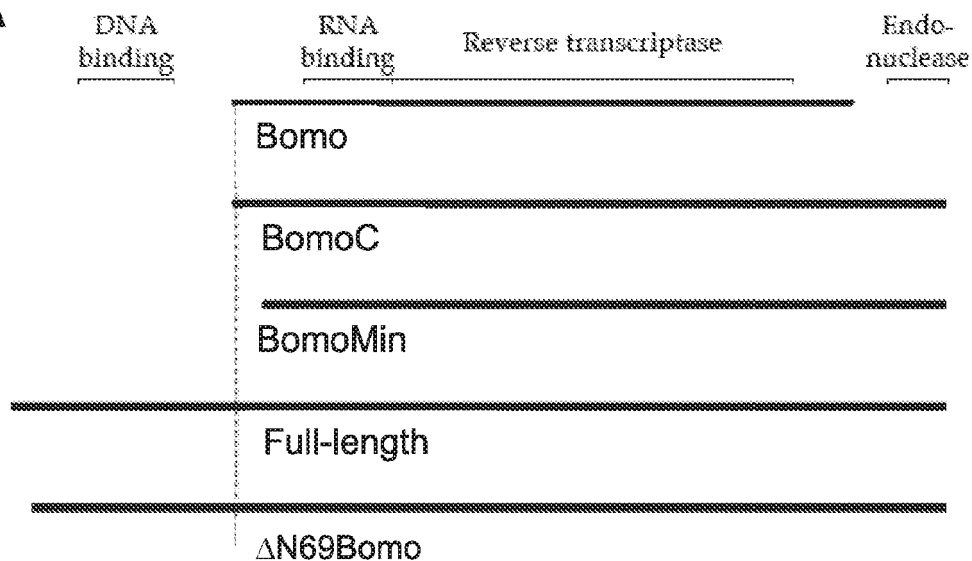 A
DNA
binding
RNA
binding
Reverse transcriptase
Endo-
nuclease
Bomo
BomoC
BomoMin
Full-length
ΔN69Bomo